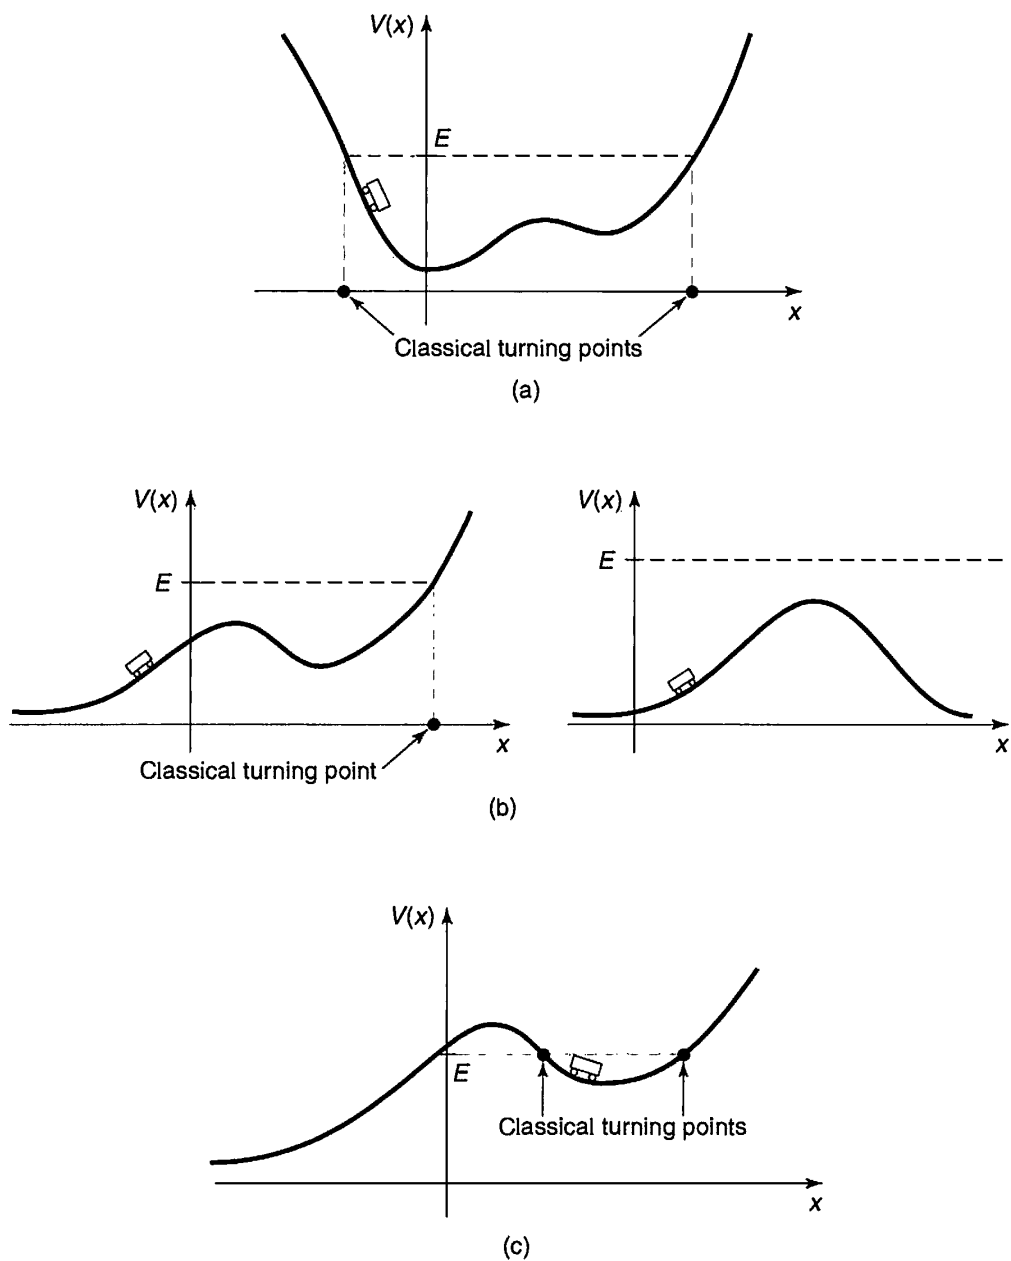 V(x)
E
x
Classical turning points
(a)
V(x)
E
x
Classical turning point
V(x)
E
x
(b)
V(x)
E
Classical turning points
x
(c)